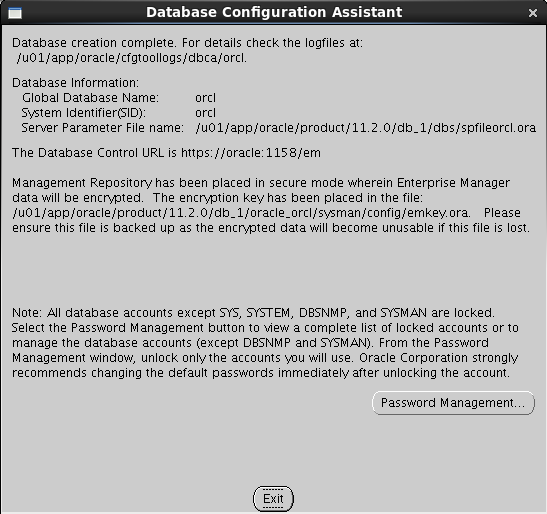 Database Configuration Assistant
Database creation complete. For details check the logfiles at:
/u01/app/oracle/cfgtoollogs/dbca/orcl.
Database Information:
Global Database Name: orcl
System Identifier(SID): orcl
Server Parameter File name: /u01/app/oracle/product/11.2.0/db_1/dbs/spfileorcl.ora
The Database Control URL is https://oracle:1158/em
Management Repository has been placed in secure mode wherein Enterprise Manager
data will be encrypted. The encryption key has been placed in the file:
/u01/app/oracle/product/11.2.0/db_1/oracle_orcl/sysman/config/emkey.ora. Please
ensure this file is backed up as the encrypted data will become unusable if this file is lost.
Note: All database accounts except SYS, SYSTEM, DBSNMP, and SYSMAN are locked.
Select the Password Management button to view a complete list of locked accounts or to
manage the database accounts (except DBSNMP and SYSMAN). From the Password
Management window, unlock only the accounts you will use. Oracle Corporation strongly
recommends changing the default passwords immediately after unlocking the account.
Password Management...
Exit